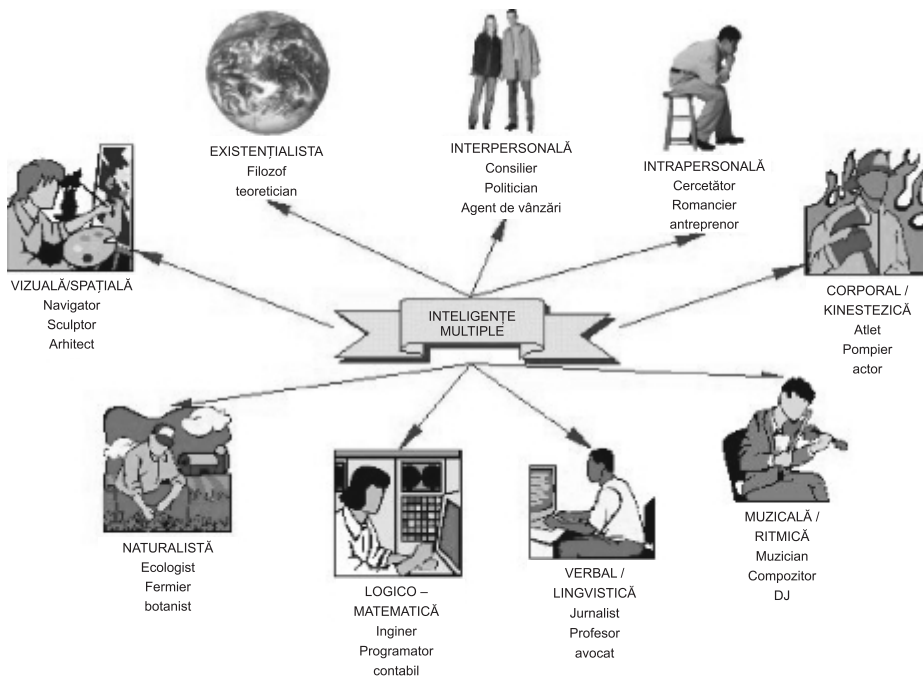 EXISTENȚIALISTA
Filozof
teoretician
INTERPERSONALĂ
Consilier
Politician
Agent de vânzări
INTRAPERSONALĂ
Cercetător
Romancier
antreprenor
VIZUALĂ/SPAȚIALĂ
Navigator
Sculptor
Arhitect
INTELIGENȚE
MULTIPLE
CORPORAL /
KINESTEZICĂ
Atlet
Pompier
actor
NATURALISTĂ
Ecologist
Fermier
botanist
LOGICO –
MATEMATICĂ
Inginer
Programator
contabil
VERBAL /
LINGVISTICĂ
Jurnalist
Profesor
avocat
MUZICALĂ /
RITMICĂ
Muzician
Compozitor
DJ